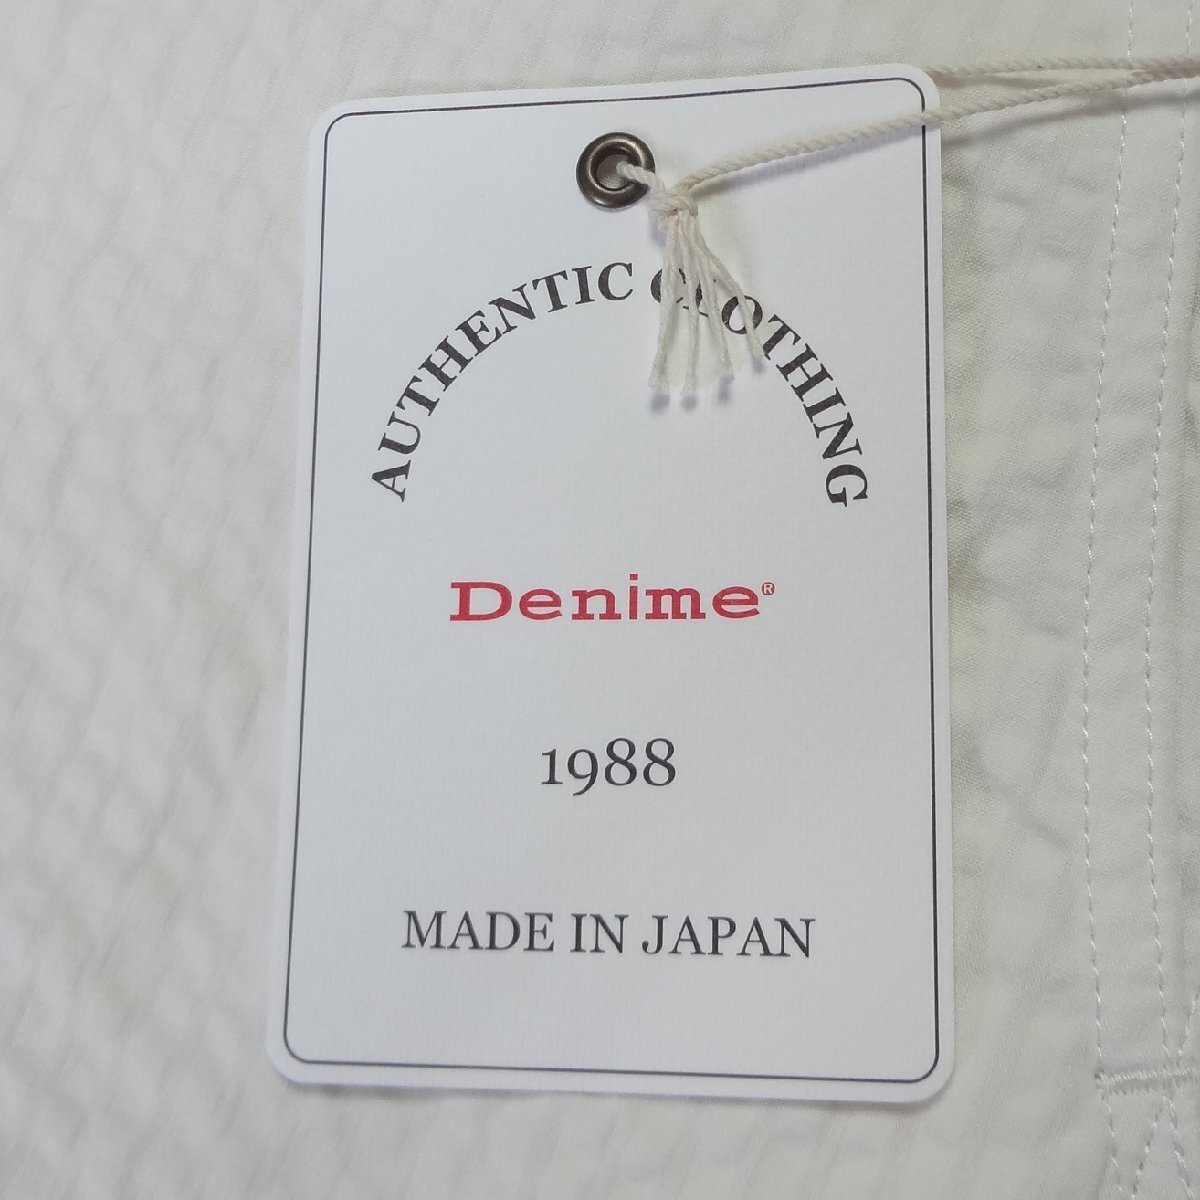 AUTHENTIC CLOTHING
Denime®
1988
MADE IN JAPAN